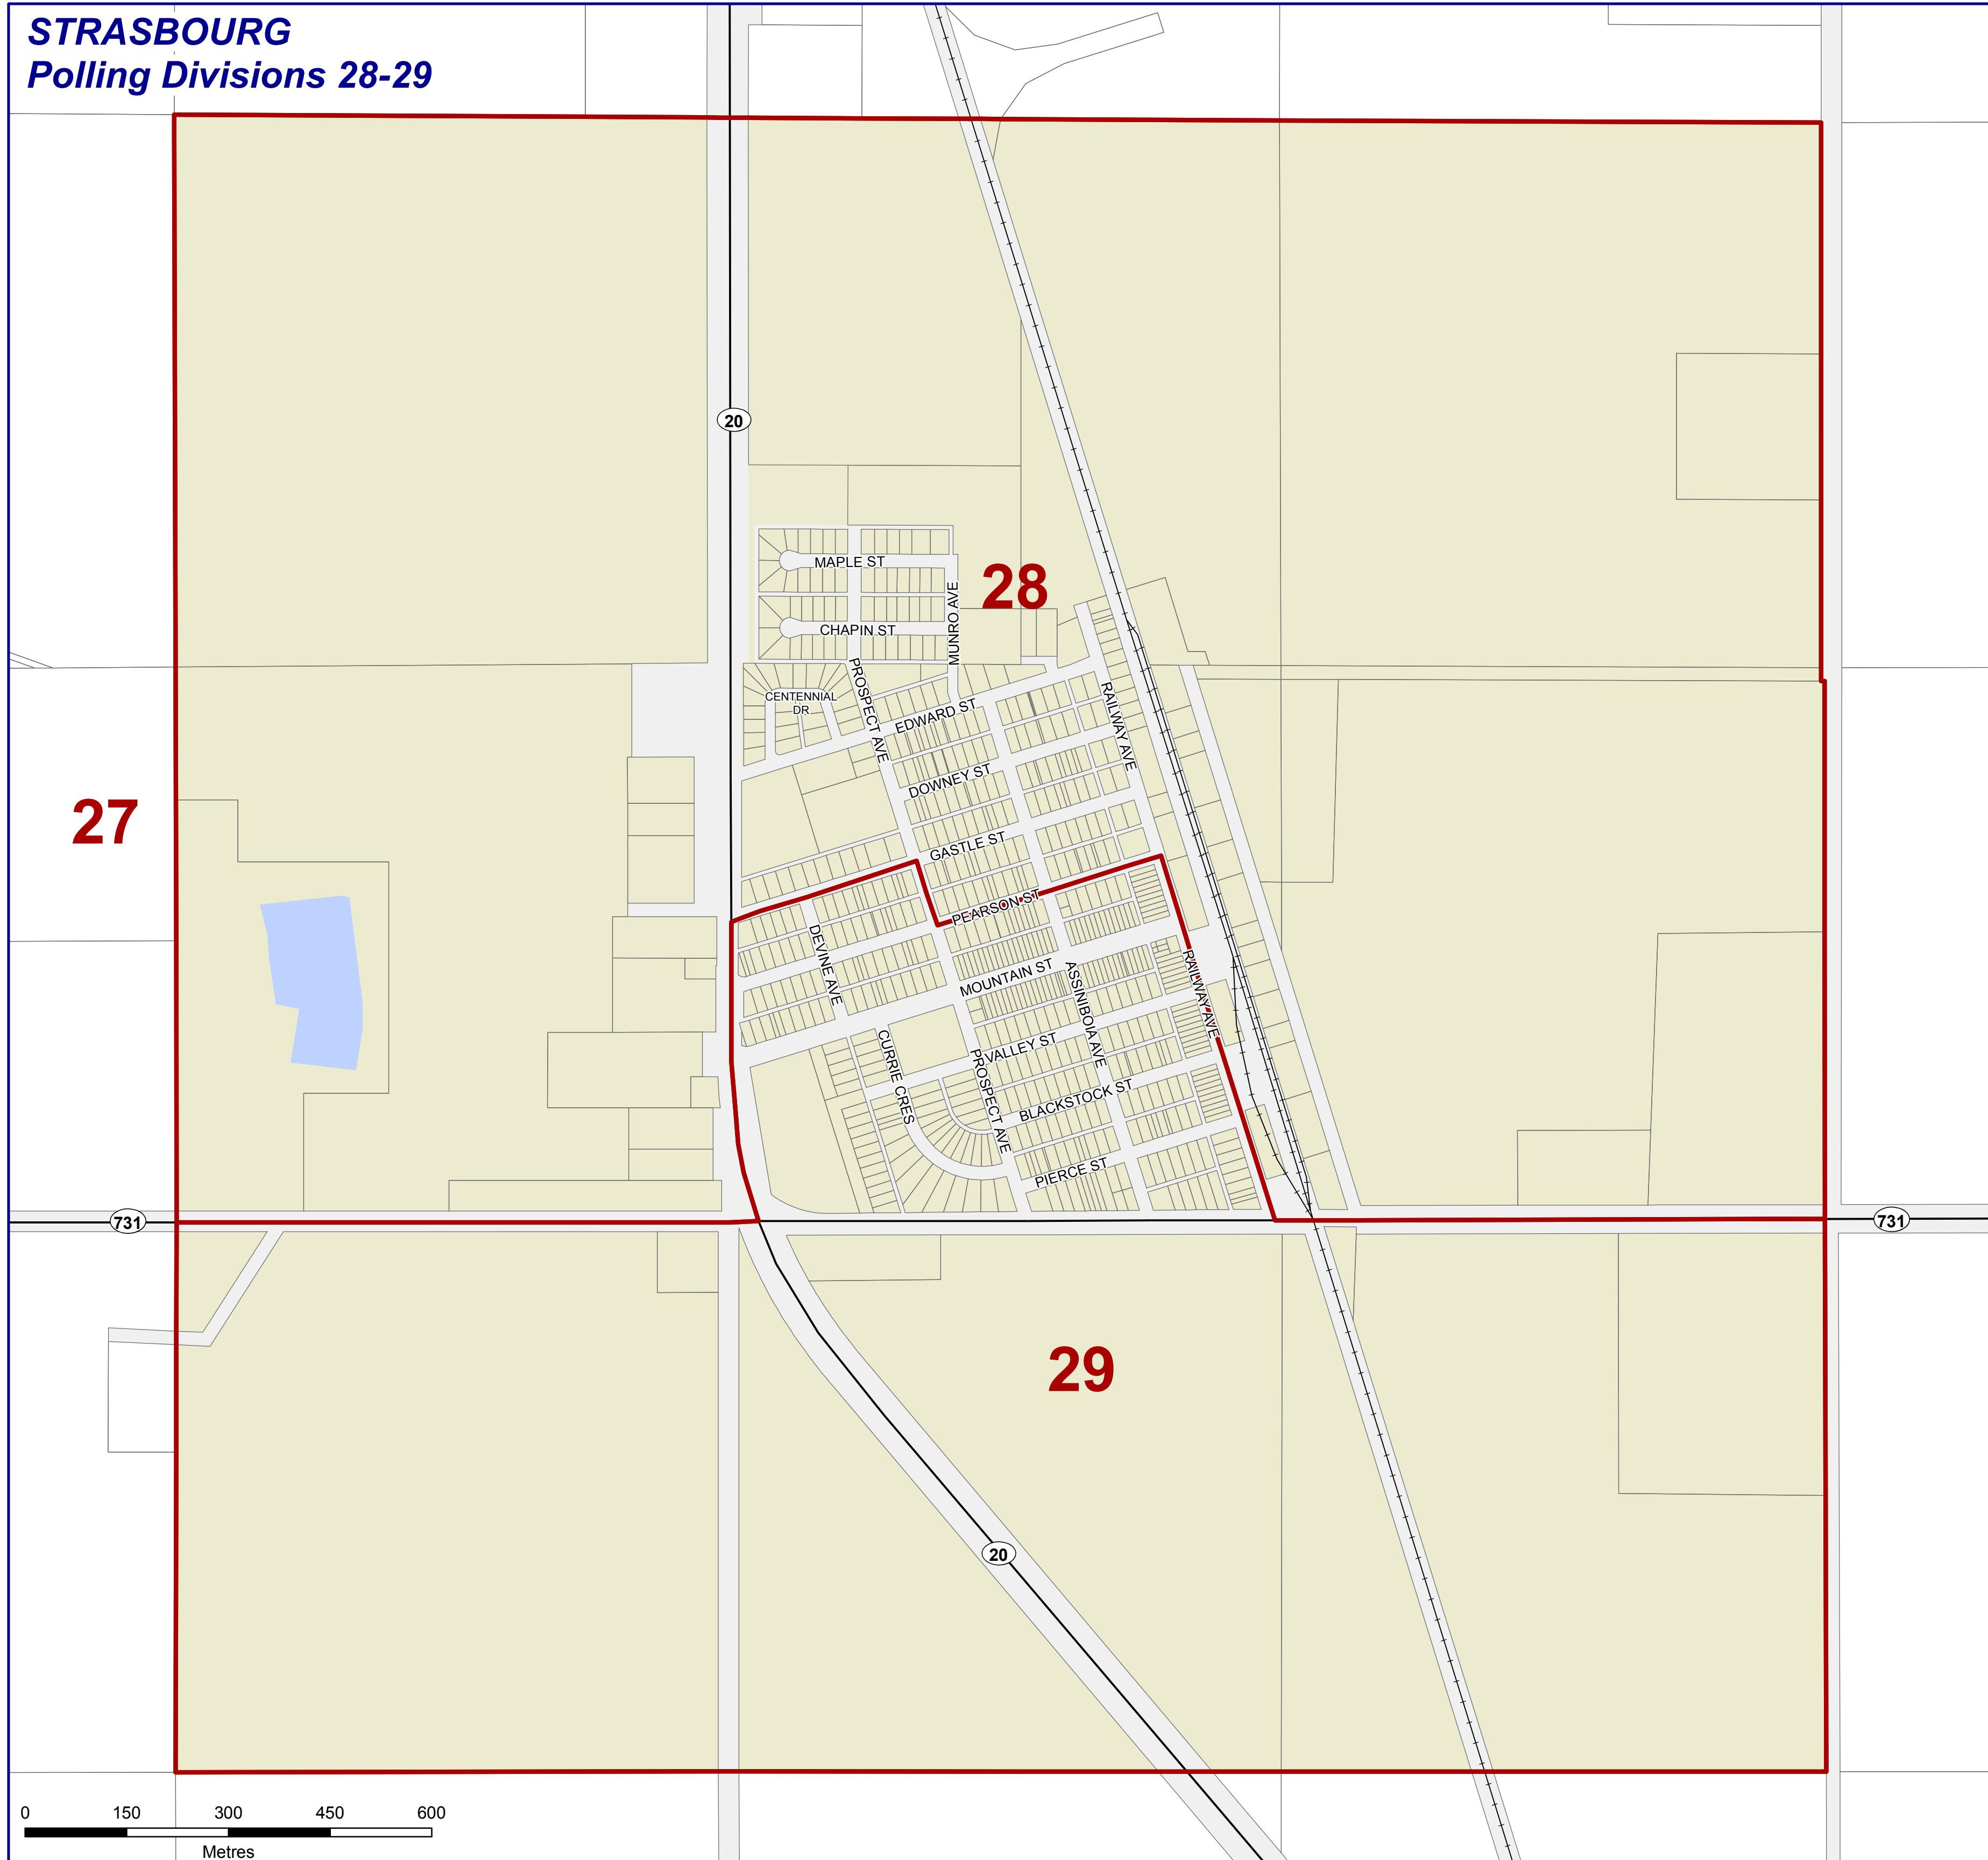 STRASBOURG
Polling Divisions 28-29
20
MAPLE ST
28
MUNRO AVE
CHAPIN ST
PROSPECT AVE
CENTENNIAL
DR
EDWARD ST
RAILWAY AVE
DOWNEY ST
27
GASTLE ST
PEARSON ST
DEVINE AVE
MOUNTAIN ST
ASSINIBOIA AVE
RAILWAY AVE
CURRIE CRES
VALLEY ST
PROSPECT AVE
BLACKSTOCK ST
PIERCE ST
731
731
29
20
0 150 300 450 600
Metres